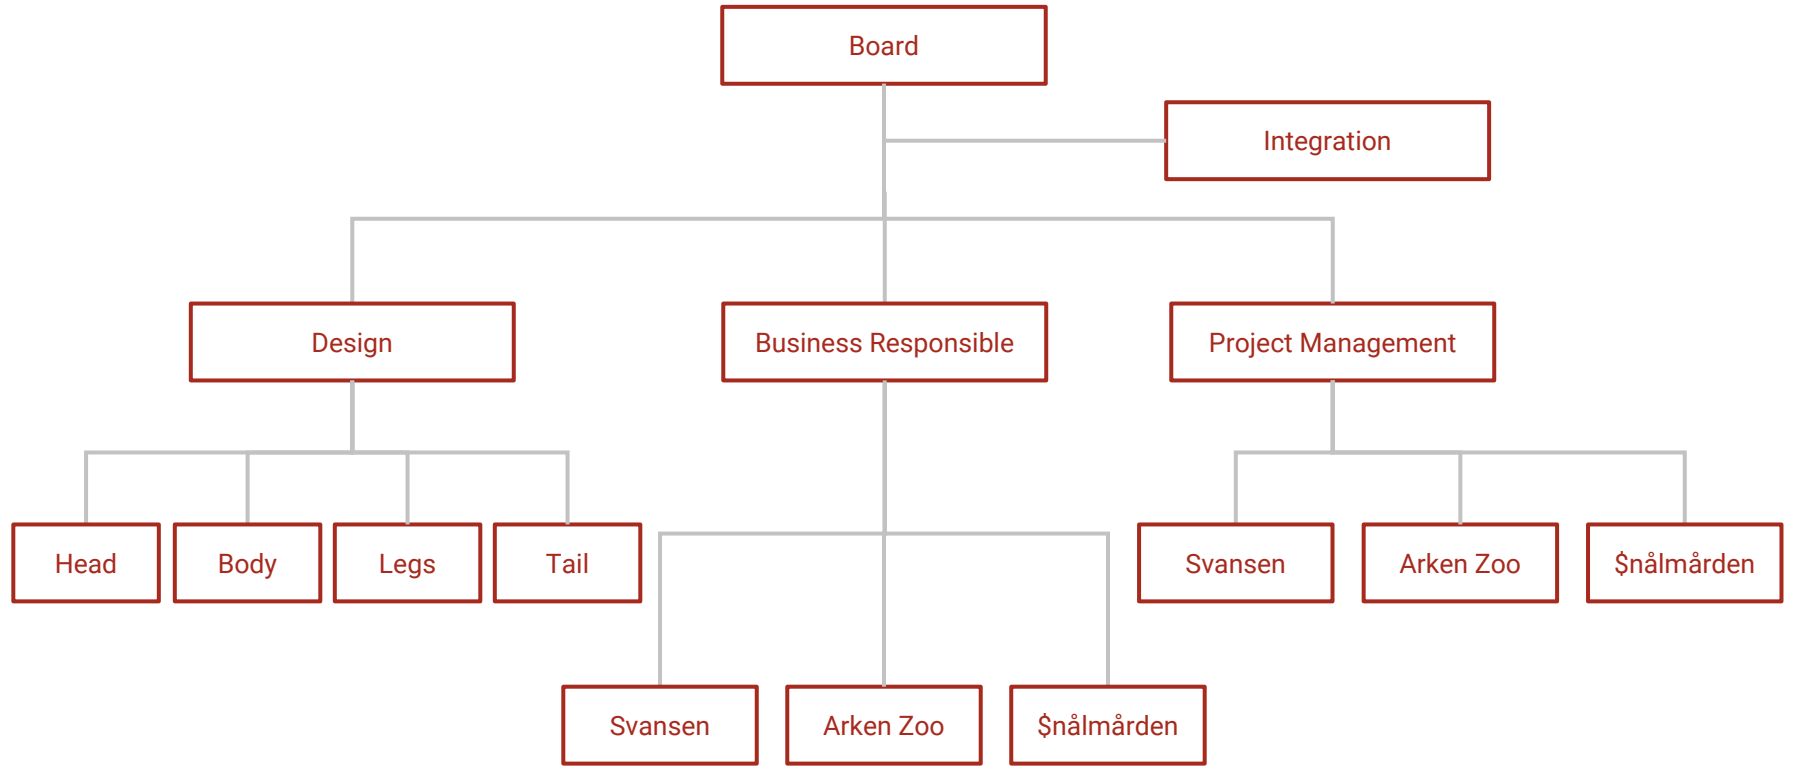 Board
Integration
Design
Business Responsible
Project Management
Head
Body
Legs
Tail
Svansen
Arken Zoo
$nålmården
Svansen
Arken Zoo
$nålmården